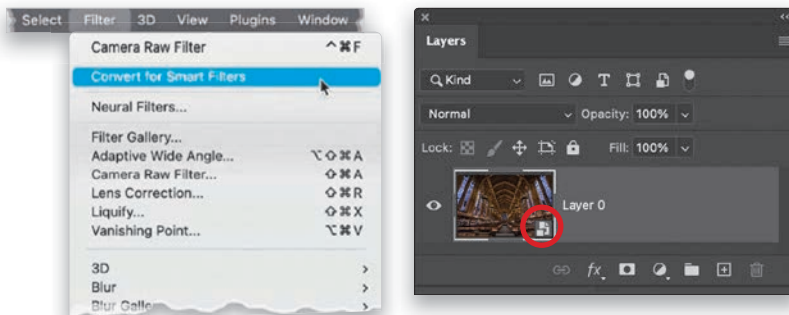 Select Filter 3D View Plugins Window
Camera Raw Filter ^⌘F
Convert for Smart Filters
Neural Filters...
Filter Gallery...
Adaptive Wide Angle... ⌥⇧⌘A
Camera Raw Filter... ⇧⌘A
Lens Correction... ⇧⌘R
Liquify... ⇧⌘X
Vanishing Point... ⌥⌘V
3D >
Blur >
Blur Galle >
Layers
Kind
Normal Opacity: 100%
Lock: Fill: 100%
Layer 0
fx